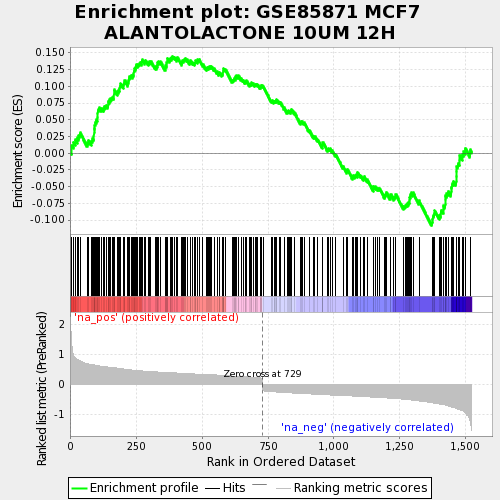 Enrichment plot: GSE85871 MCF7
ALANTOLACTONE 10UM 12H
Enrichment score (ES)
0.150
0.125
0.100
0.075
0.050
0.025
0.000
-0.025
-0.050
-0.075
-0.100
'na_pos' (positively correlated)
Ranked list metric (PreRanked)
2
1
0
-1
Zero cross at 729
'na_neg' (negatively correlated)
0
250
500
750
1,000
1,250
1,500
Rank in Ordered Dataset
Enrichment profile
Hits
Ranking metric scores